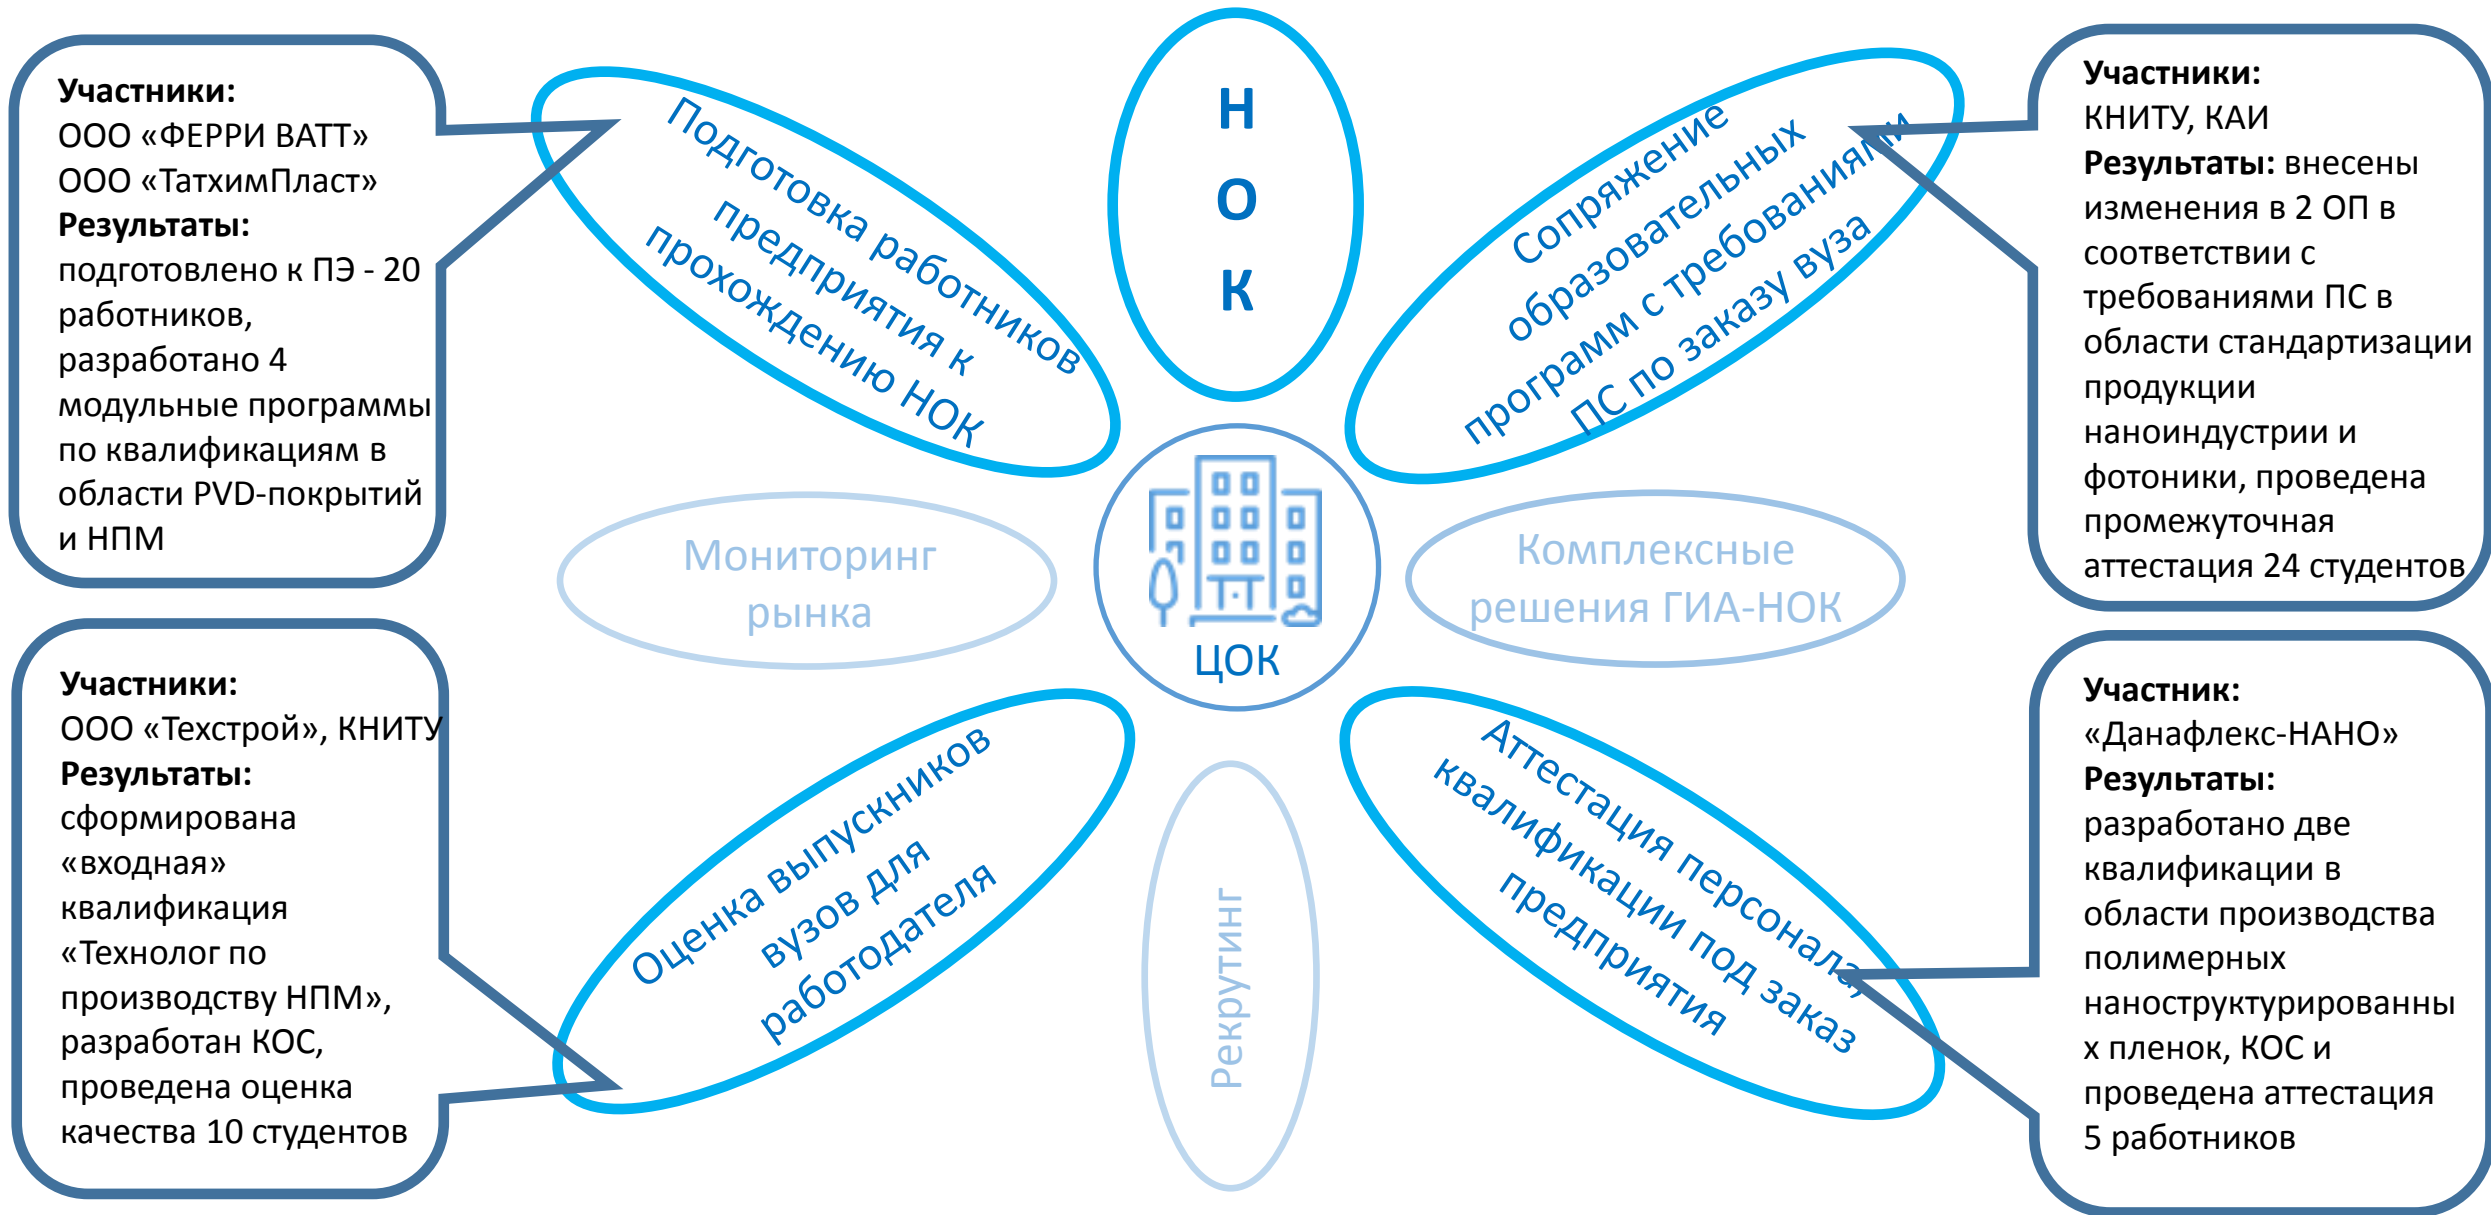 Участники:
ООО «ФЕРРИ ВАТТ»
ООО «ТатхимПласт»
Результаты:
подготовлено к ПЭ - 20
работников,
разработано 4
модульные программы
по квалификациям в
области PVD-покрытий
и НПМ
Подготовка работников
предприятия к
прохождению НОК
Н
О
К
Сопряжение
образовательных
программ с требованиями
ПС по заказу вуза
Участники:
КНИТУ, КАИ
Результаты: внесены
изменения в 2 ОП в
соответствии с
требованиями ПС в
области стандартизации
продукции
наноиндустрии и
фотоники, проведена
промежуточная
аттестация 24 студентов
Мониторинг
рынка
ЦОК
Комплексные
решения ГИА-НОК
Участники:
ООО «Техстрой», КНИТУ
Результаты:
сформирована
«входная»
квалификация
«Технолог по
производству НПМ»,
разработан КОС,
проведена оценка
качества 10 студентов
Оценка выпускников
вузов для
работодателя
Рекрутинг
Аттестация персонала,
квалификации под заказ
предприятия
Участник:
«Данафлекс-НАНО»
Результаты:
разработано две
квалификации в
области производства
полимерных
наноструктурированны
х пленок, КОС и
проведена аттестация
5 работников